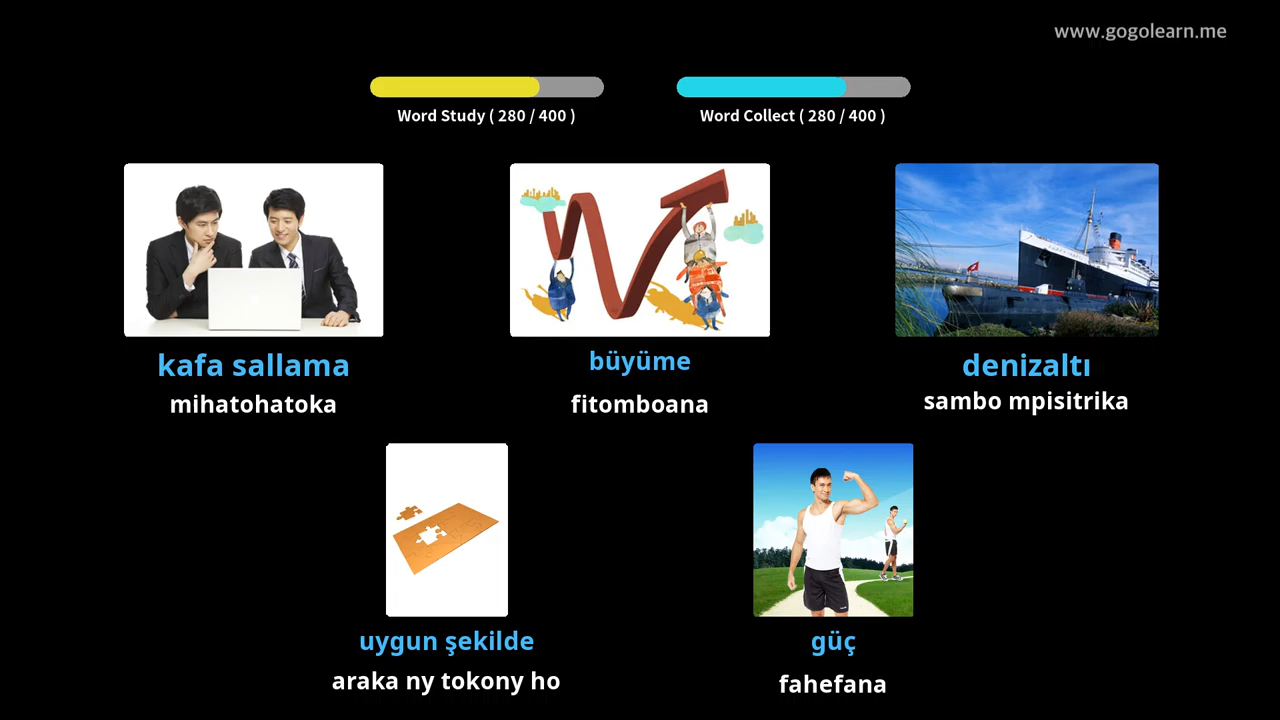 www.gogolearn.me
Word Study ( 280 / 400 )
Word Collect ( 280 / 400 )
kafa sallama
büyüme
denizaltı
mihatohatoka
fitomboana
sambo mpisitrika
uygun şekilde
güç
araka ny tokony ho
fahefana